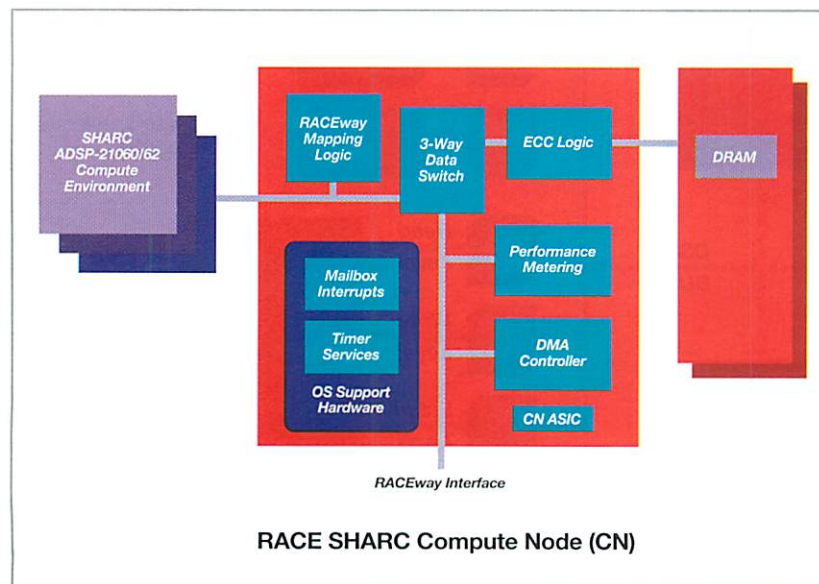 SHARC
ADSP-21060/62
Compute
Environment
RACEway
Mapping
Logic
3-Way
Data
Switch
ECC Logic
DRAM
Mailbox
Interrupts
Timer
Services
OS Support
Hardware
Performance
Metering
DMA
Controller
CN ASIC
RACEway Interface
RACE SHARC Compute Node (CN)